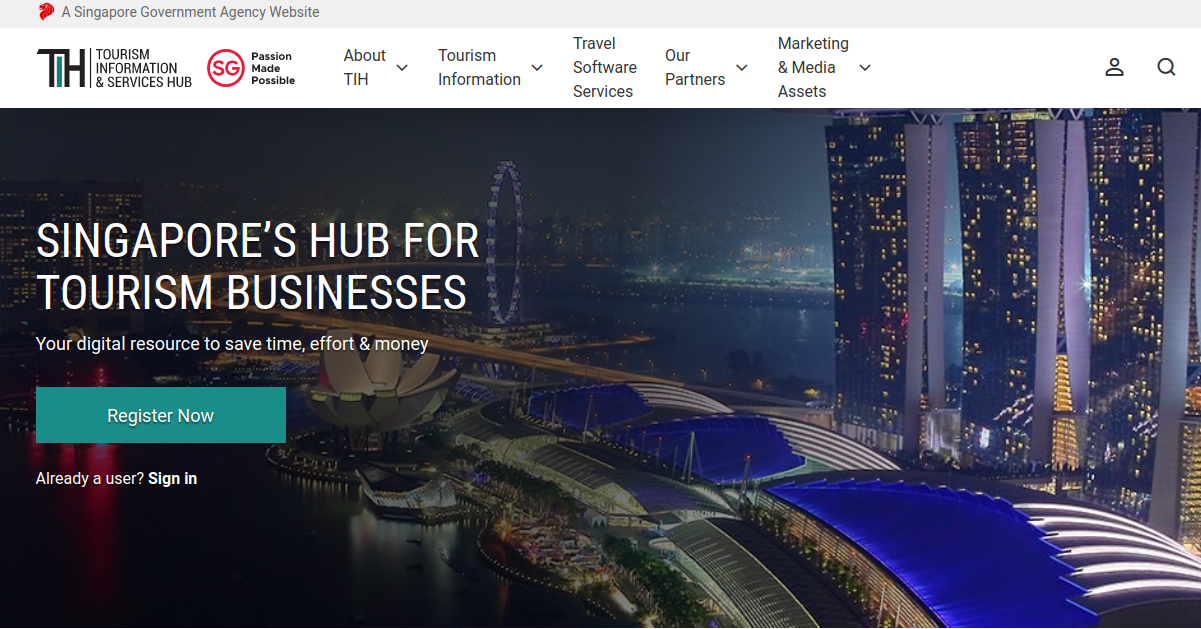 A Singapore Government Agency Website
TIH
TOURISM
INFORMATION
& SERVICES HUB
SG
Passion
Made
Possible
About
TIH
Tourism
Information
Travel
Software
Services
Our
Partners
Marketing
& Media
Assets
SINGAPORE’S HUB FOR
TOURISM BUSINESSES
Your digital resource to save time, effort & money
Register Now
Already a user? Sign in